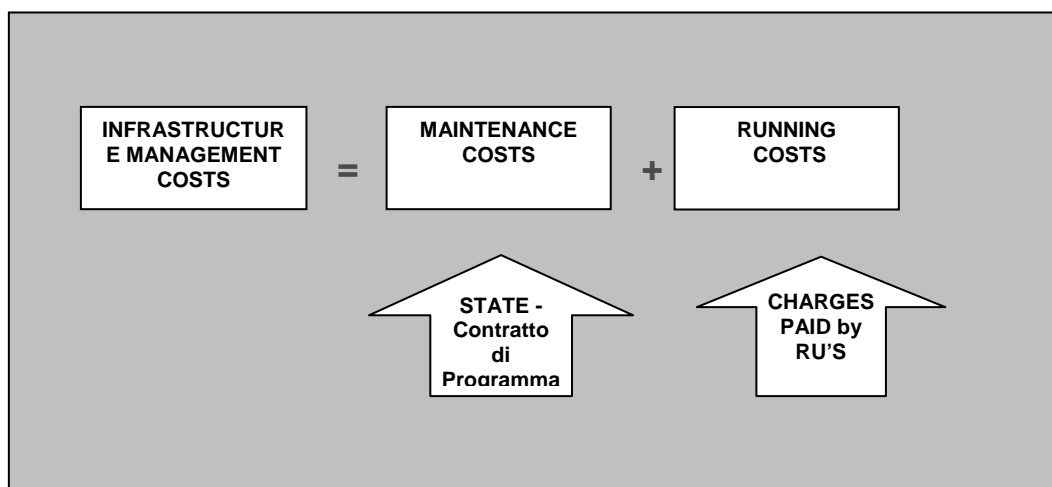 INFRASTRUCTUR
E MANAGEMENT
COSTS
=
MAINTENANCE
COSTS
+
RUNNING
COSTS
STATE -
Contratto
di
Programma
CHARGES
PAID by
RU'S